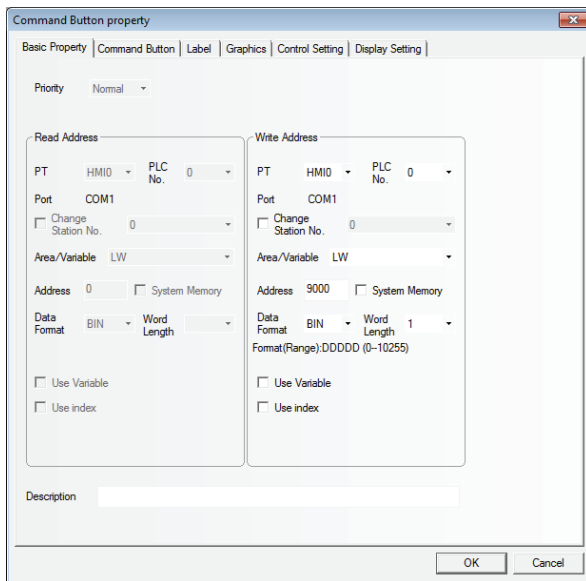 Command Button property
Basic Property Command Button Label Graphics Control Setting Display Setting
Priority Normal
Read Address
PT HMI0 PLC No. 0
Port COM1
Change Station No. 0
Area/Variable LW
Address 0 System Memory
Data Format BIN Word Length
Use Variable
Use index
Write Address
PT HMI0 PLC No. 0
Port COM1
Change Station No. 0
Area/Variable LW
Address 9000 System Memory
Data Format BIN Word Length 1
Format(Range):DDDDD (0--10255)
Use Variable
Use index
Description
OK Cancel